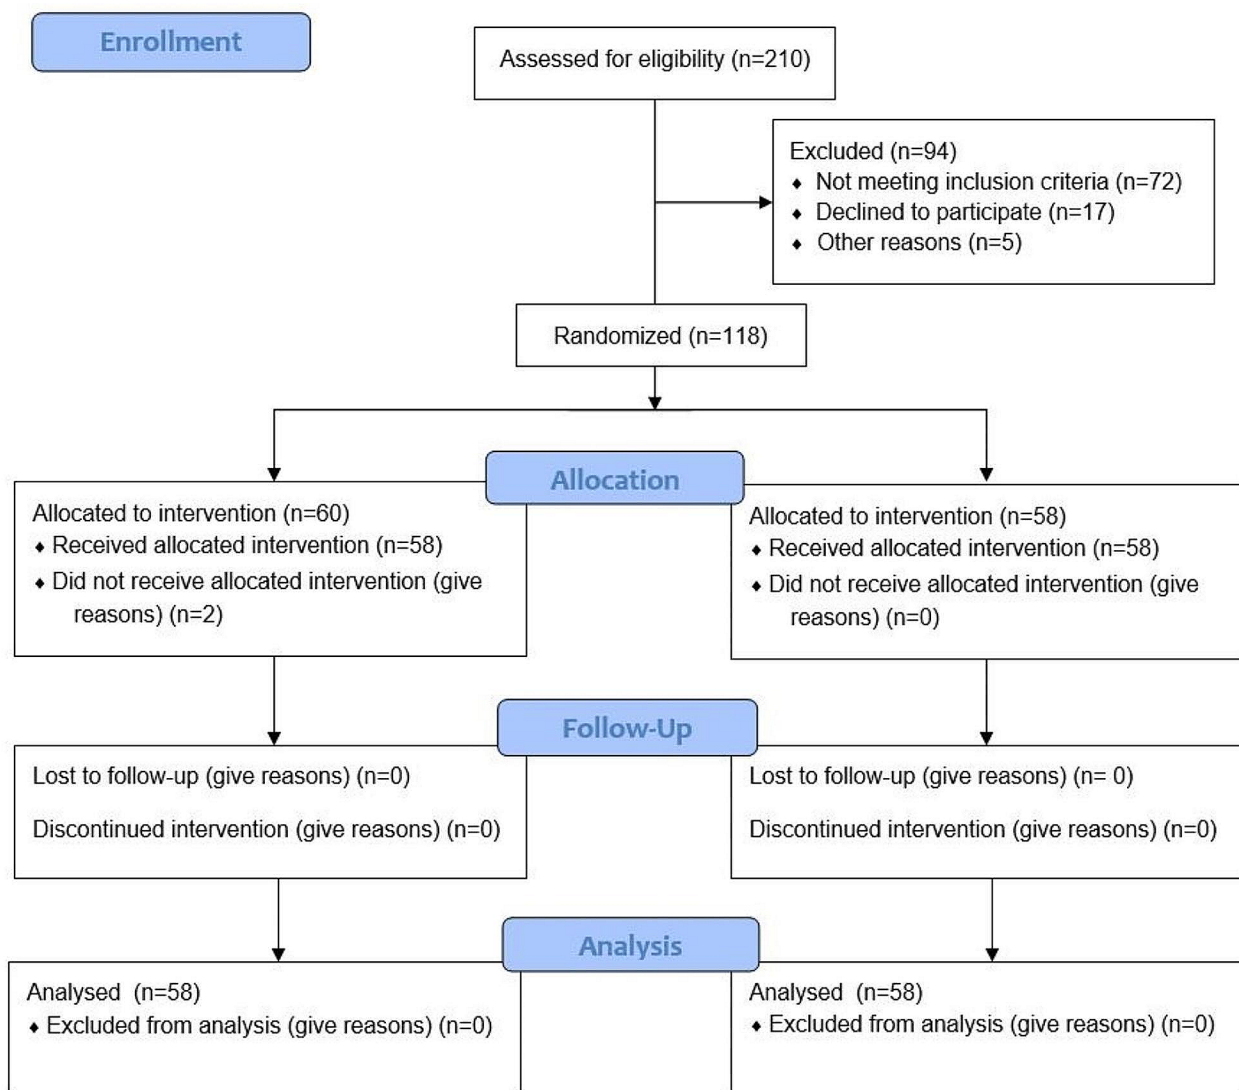 Enrollment
Assessed for eligibility (n=210)
Excluded (n=94)
♦ Not meeting inclusion criteria (n=72)
♦ Declined to participate (n=17)
♦ Other reasons (n=5)
Randomized (n=118)
Allocation
Allocated to intervention (n=60)
♦ Received allocated intervention (n=58)
♦ Did not receive allocated intervention (give
reasons) (n=2)
Allocated to intervention (n=58)
♦ Received allocated intervention (n=58)
♦ Did not receive allocated intervention (give
reasons) (n=0)
Follow-Up
Lost to follow-up (give reasons) (n=0)
Discontinued intervention (give reasons) (n=0)
Lost to follow-up (give reasons) (n= 0)
Discontinued intervention (give reasons) (n=0)
Analysis
Analysed (n=58)
♦ Excluded from analysis (give reasons) (n=0)
Analysed (n=58)
♦ Excluded from analysis (give reasons) (n=0)